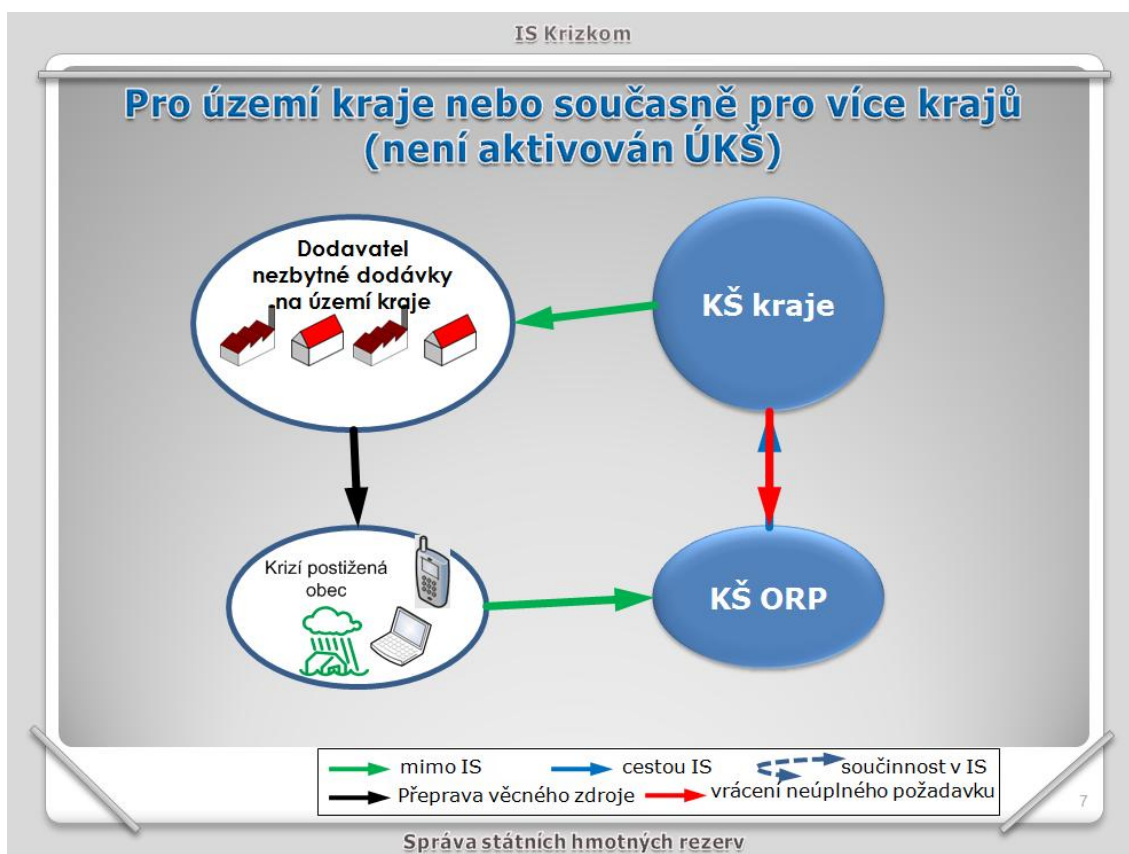 IS Krizkom
Pro území kraje nebo současně pro více krajů
(není aktivován ÚKŠ)
Dodavatel
nezbytné dodávky
na území kraje
KŠ kraje
Krizí postižená
obec
KŠ ORP
mimo IS
cestou IS
součinnost v IS
Přeprava věcného zdroje
vrácení neúplného požadavku
7
Správa státních hmotných rezerv